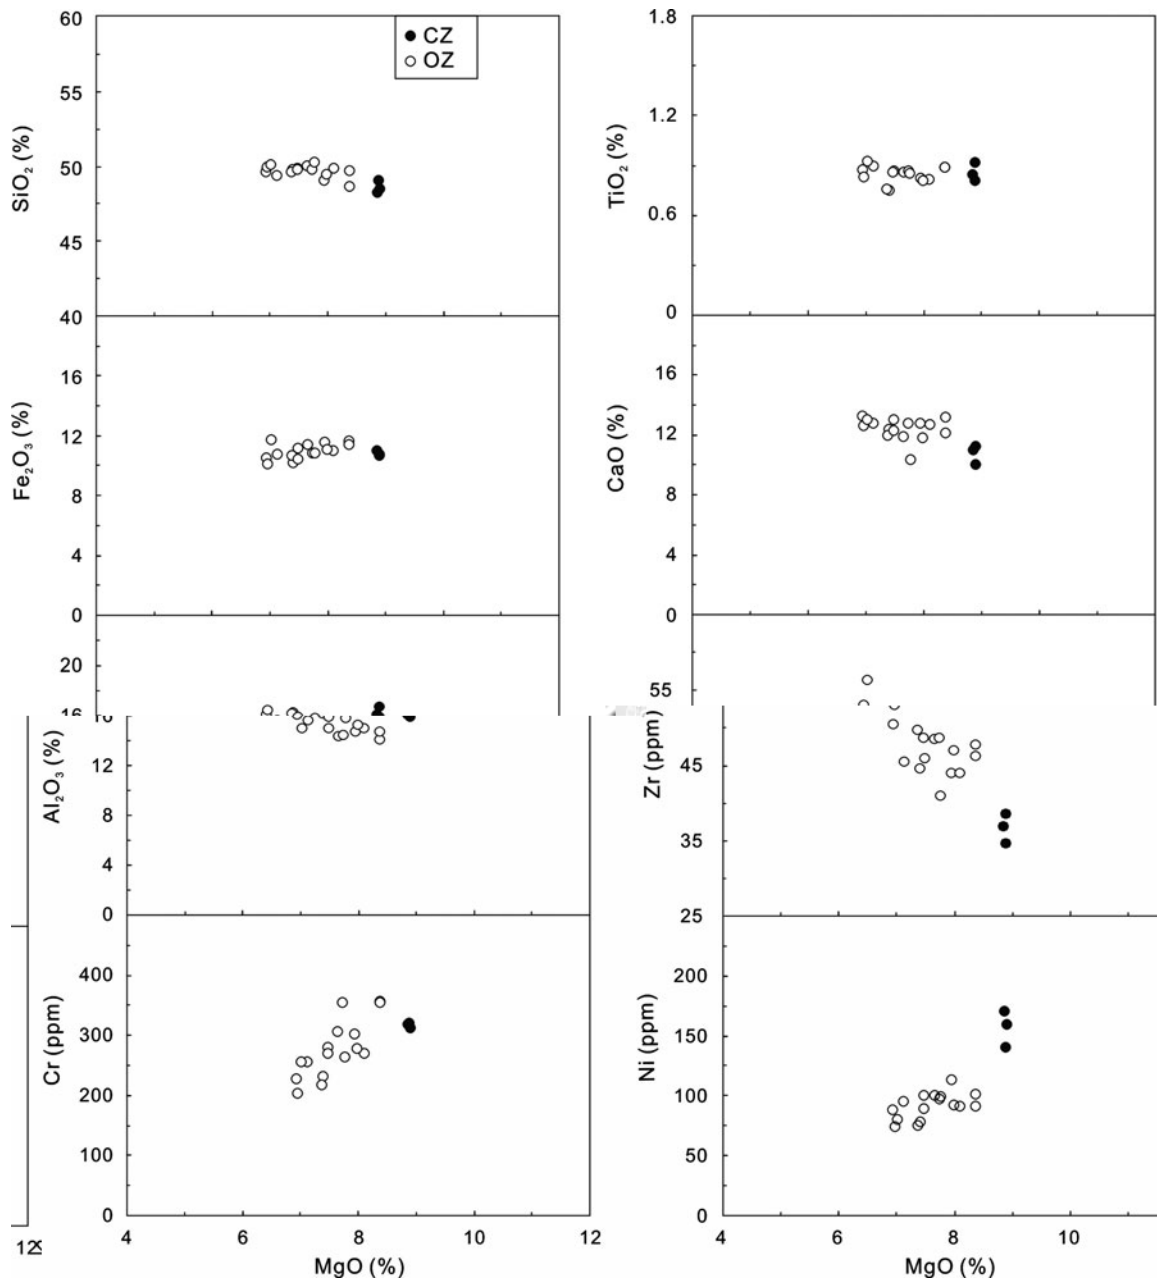 60
55
50
45
40
SiO₂ (%)
● CZ
○ OZ
1.8
1.2
0.6
0
TiO₂ (%)
16
12
8
4
0
Fe₂O₃ (%)
16
12
8
4
0
CaO (%)
20
16
12
8
4
0
Al₂O₃ (%)
55
45
35
25
Zr (ppm)
400
300
200
100
0
Cr (ppm)
200
150
100
50
0
Ni (ppm)
4 6 8 10 12
MgO (%)
4 6 8 10
MgO (%)